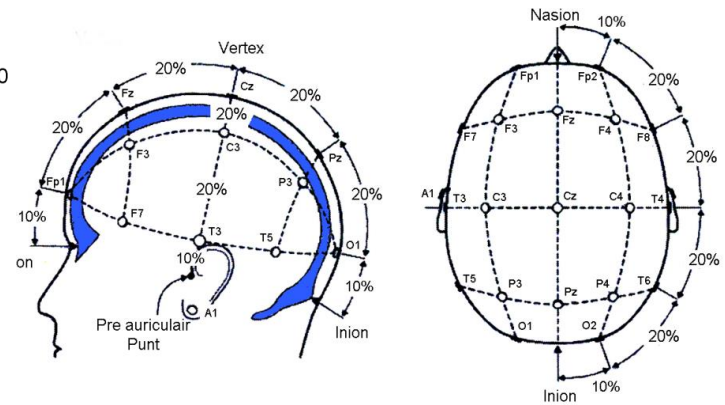 Vertex
20%
Cz
20%
0
Fz
20%
20%
20%
Pz
F3
C3
Fp1
P3
20%
20%
10%
F7
T3
T5
O1
on
10%
10%
A1
Pre auriculair
Punt
Inion
Nasion
10%
Fp1
Fp2
20%
F7
F3
Fz
F4
F8
20%
A1
T3
C3
Cz
C4
T4
20%
T5
P3
Pz
P4
T6
O1
O2
20%
10%
Inion